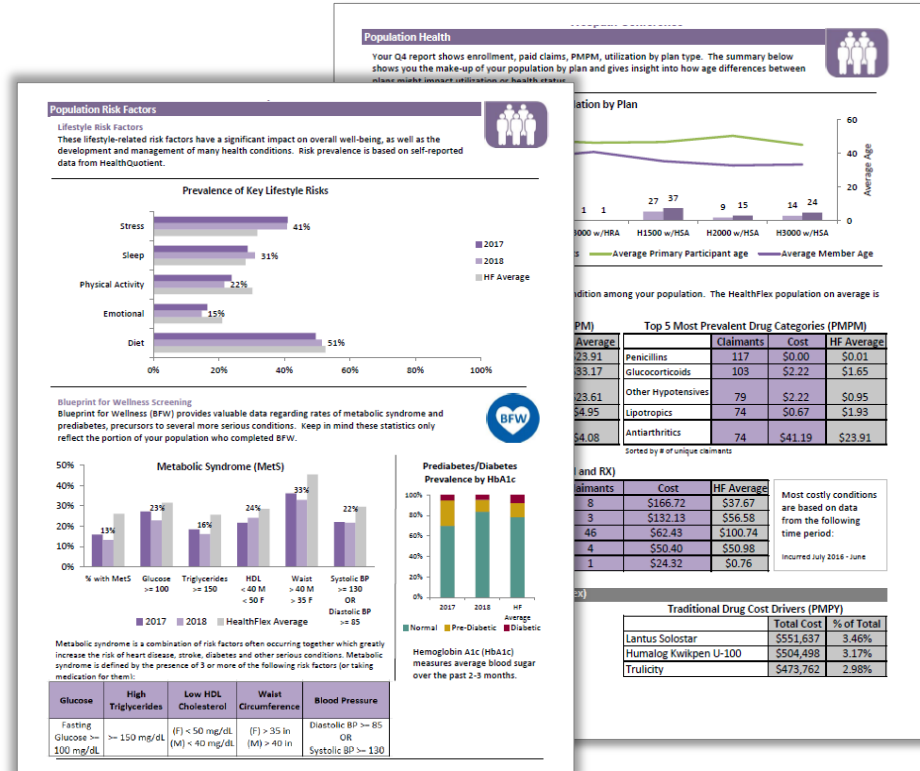 Population Health
Your Q4 report shows enrollment, paid claims, PMPM, utilization by plan type. The summary below
shows you the make-up of your population by plan and gives insight into how age differences between
plans might impact utilization or health status
lation by Plan
60
40
20
0
Average Age
1 1
27 37
9 15
14 24
3000 w/HRA H1500 w/HSA H2000 w/HSA H3000 w/HSA
Average Primary Participant age Average Member Age
ndition among your population. The HealthFlex population on average is
PM)
Average
$23.91
$33.17
$23.61
$4.95
$4.08
Top 5 Most Prevalent Drug Categories (PMPM)
Claimants Cost HF Average
Penicillins 117 $0.00 $0.01
Glucocorticoids 103 $2.22 $1.65
Other Hypotensives 79 $2.22 $0.95
Lipotropics 74 $0.67 $1.93
Antiarthritics 74 $41.19 $23.91
Sorted by # of unique claimants
l and RX)
aimants Cost HF Average
8 $166.72 $37.67
3 $132.13 $56.58
46 $62.43 $100.74
4 $50.40 $50.98
1 $24.32 $0.76
Most costly conditions
are based on data
from the following
time period:
Incurred July 2016 - June
ex)
Traditional Drug Cost Drivers (PMPY)
Total Cost % of Total
Lantus Solostar $551,637 3.46%
Humalog Kwikpen U-100 $504,498 3.17%
Trulicity $473,762 2.98%
Population Risk Factors
Lifestyle Risk Factors
These lifestyle-related risk factors have a significant impact on overall well-being, as well as the
development and management of many health conditions. Risk prevalence is based on self-reported
data from HealthQuotient.
Prevalence of Key Lifestyle Risks
Stress 41%
Sleep 31%
Physical Activity 22%
Emotional 15%
Diet 51%
0% 20% 40% 60% 80% 100%
2017
2018
HF Average
Blueprint for Wellness Screening
Blueprint for Wellness (BFW) provides valuable data regarding rates of metabolic syndrome and
prediabetes, precursors to several more serious conditions. Keep in mind these statistics only
reflect the portion of your population who completed BFW.
BFW
Metabolic Syndrome (MetS)
50%
40%
30%
20%
10%
0%
13% 23% 16% 24% 33% 22%
% with MetS Glucose Triglycerides HDL Waist Systolic BP
>= 100 >= 150 < 40 M > 40 M >= 130
< 50 F > 35 F OR
Diastolic BP
>= 85
2017 2018 HealthFlex Average
Prediabetes/Diabetes
Prevalence by HbA1c
100%
80%
60%
40%
20%
0%
2017 2018 HF
Average
Normal Pre-Diabetic Diabetic
Hemoglobin A1c (HbA1c)
measures average blood sugar
over the past 2-3 months.
Metabolic syndrome is a combination of risk factors often occurring together which greatly
increase the risk of heart disease, stroke, diabetes and other serious conditions. Metabolic
syndrome is defined by the presence of 3 or more of the following risk factors (or taking
medication for them):
Glucose High Low HDL Waist Blood Pressure
Triglycerides Cholesterol Circumference
Fasting (F) < 50 mg/dL (F) > 35 in Diastolic BP >= 85
Glucose >= >= 150 mg/dL (M) < 40 mg/dL (M) > 40 in OR
100 mg/dL Systolic BP >= 130